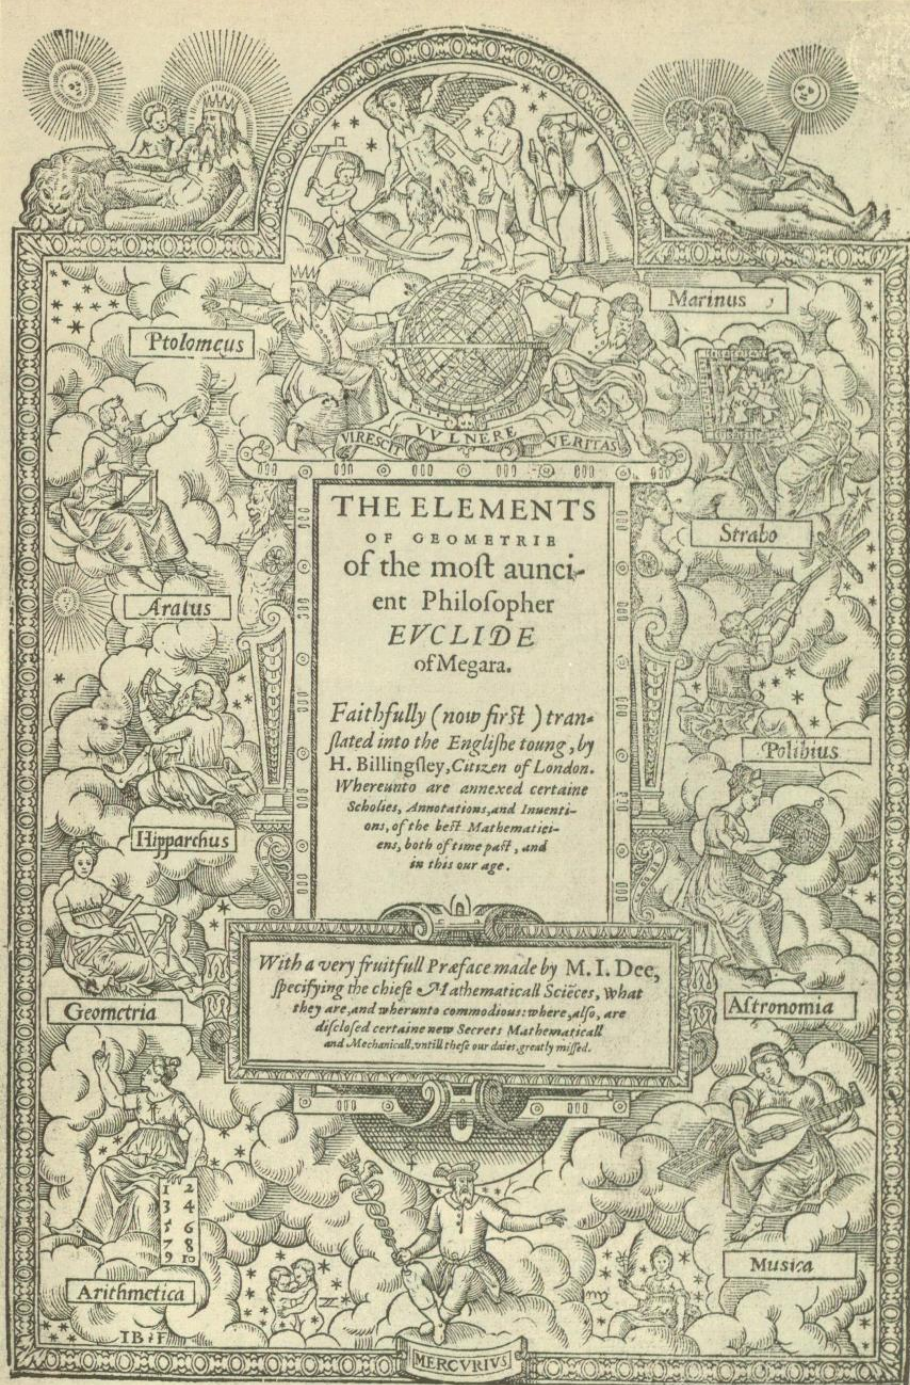 Marinus
Ptolomeus
VIRESCIT VVLNERE VERITAS
THE ELEMENTS
OF GEOMETRIE
of the moſt aunci-
ent Philoſopher
EVCLIDE
of Megara.
Faithfully (now firſt) tran-
ſlated into the Engliſhe toung, by
H. Billingſley, Citizen of London.
Whereunto are annexed certaine
Scholies, Annotations, and Inuenti-
ons, of the beſt Mathematici-
ens, both of time paſt, and
in this our age.
Strabo
Aratus
Polibius
Hipparchus
With a very fruitfull Præface made by M. I. Dee,
ſpecifying the chiefe Mathematicall Sciẽces, what
they are, and wherunto commodious: where, alſo, are
diſcloſed certaine new Secrets Mathematicall
and Mechanicall, vntill theſe our daies, greatly miſſed.
Geometria
Aſtronomia
1 2
3 4
5 6
7 8
9 10
Musica
Arithmetica
IB·F
MERCVRIVS